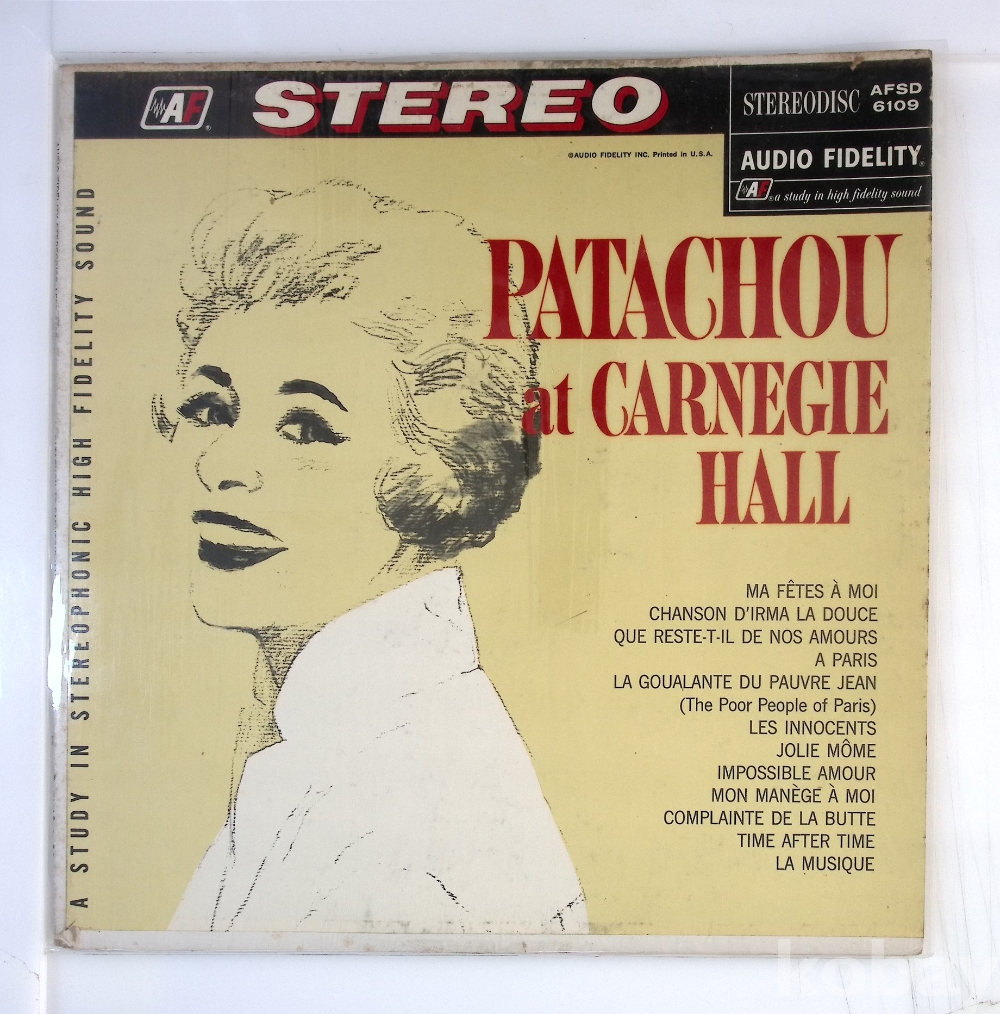 AF
STEREO
STEREODISC AFSD 6109
©AUDIO FIDELITY INC. Printed in U.S.A.
AUDIO FIDELITY
AF a study in high fidelity sound
A STUDY IN STEREOPHONIC HIGH FIDELITY SOUND
PATACHOU
at CARNEGIE
HALL
MA FÊTES À MOI
CHANSON D'IRMA LA DOUCE
QUE RESTE-T-IL DE NOS AMOURS
A PARIS
LA GOUALANTE DU PAUVRE JEAN
(The Poor People of Paris)
LES INNOCENTS
JOLIE MÔME
IMPOSSIBLE AMOUR
MON MANÈGE À MOI
COMPLAINTE DE LA BUTTE
TIME AFTER TIME
LA MUSIQUE